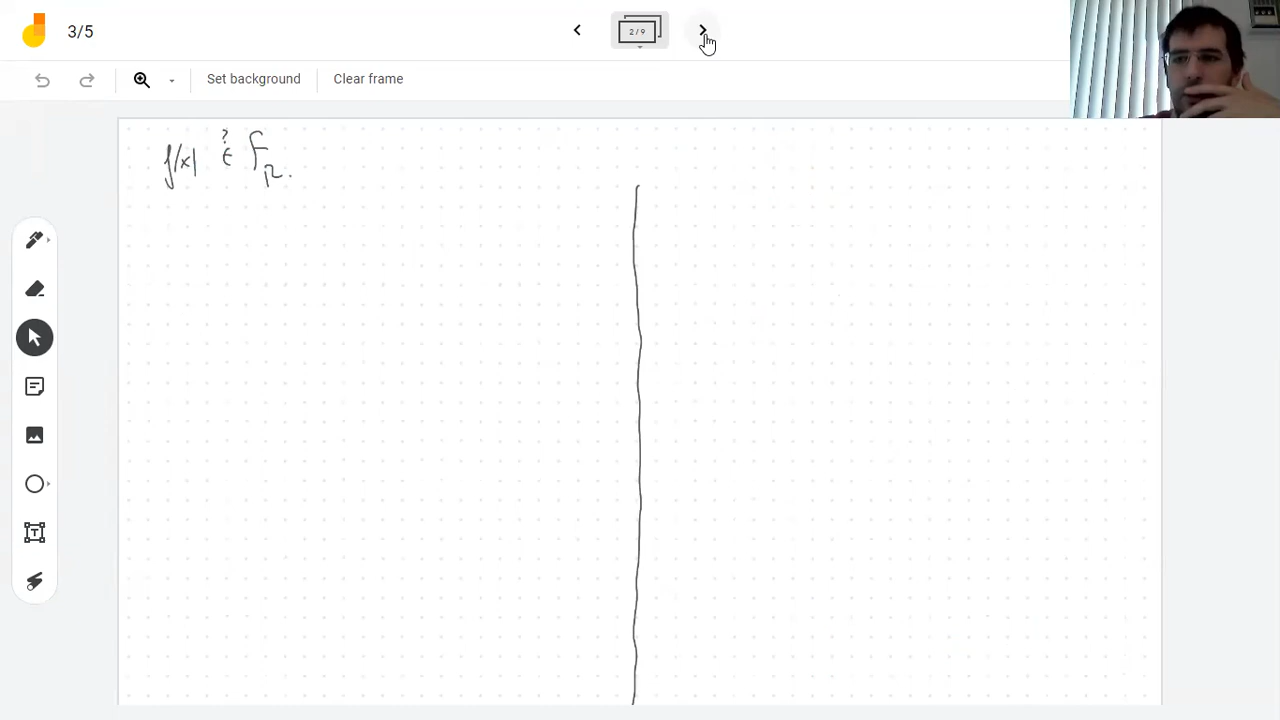 3/5
2 / 9
Set background
Clear frame
f(x) ?∈ F_R.